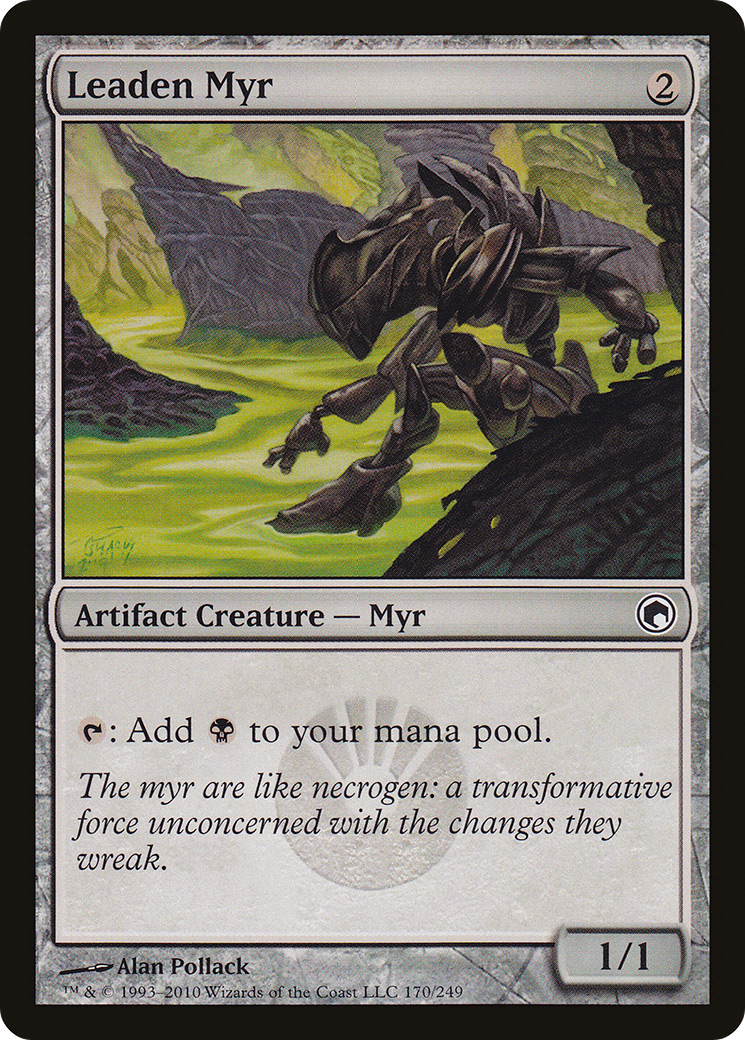 Leaden Myr
2
Artifact Creature — Myr
: Add to your mana pool.
The myr are like necrogen: a transformative
force unconcerned with the changes they
wreak.
1/1
Alan Pollack
™ & © 1993–2010 Wizards of the Coast LLC 170/249